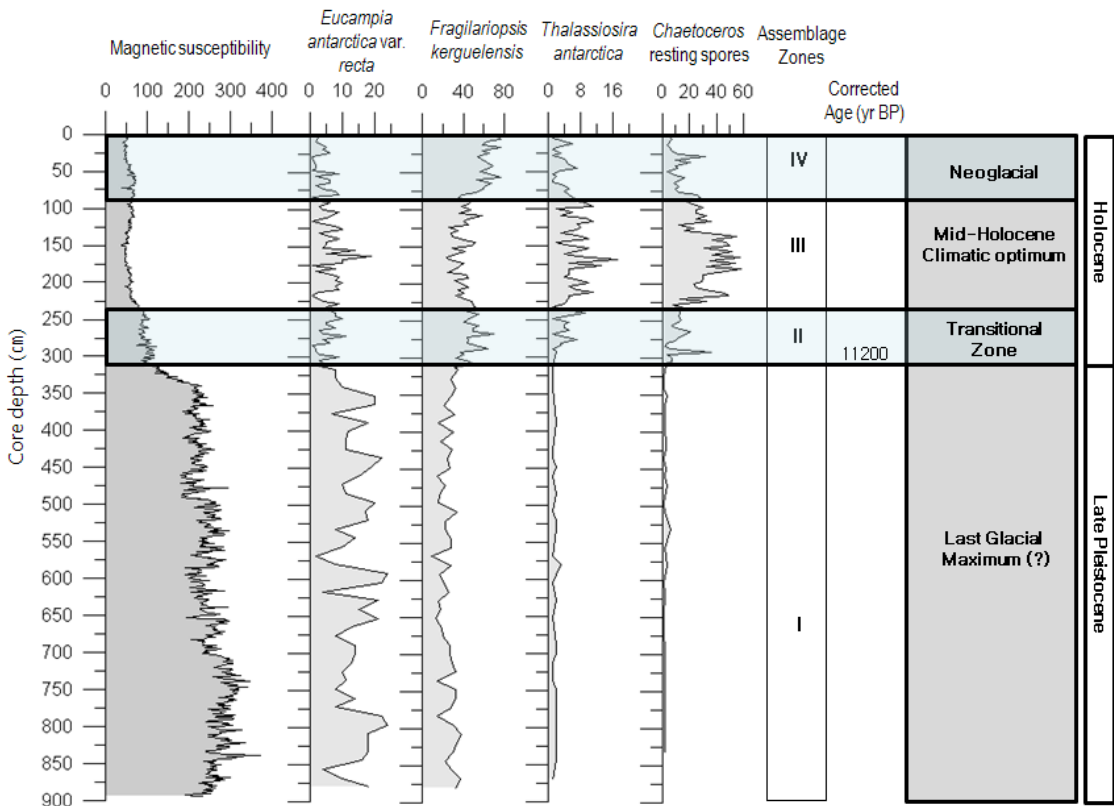 Magnetic susceptibility
Eucampia
antarctica var.
recta
Fragilariopsis
kerguelensis
Thalassiosira
antarctica
Chaetoceros
resting spores
Assemblage
Zones
Corrected
Age (yr BP)
0 100 200 300 400
0 10 20
0 40 80
0 8 16
0 20 40 60
Core depth (cm)
0
50
100
150
200
250
300
350
400
450
500
550
600
650
700
750
800
850
900
IV
III
II
I
11200
Neoglacial
Mid-Holocene
Climatic optimum
Transitional
Zone
Last Glacial
Maximum (?)
Holocene
Late Pleistocene